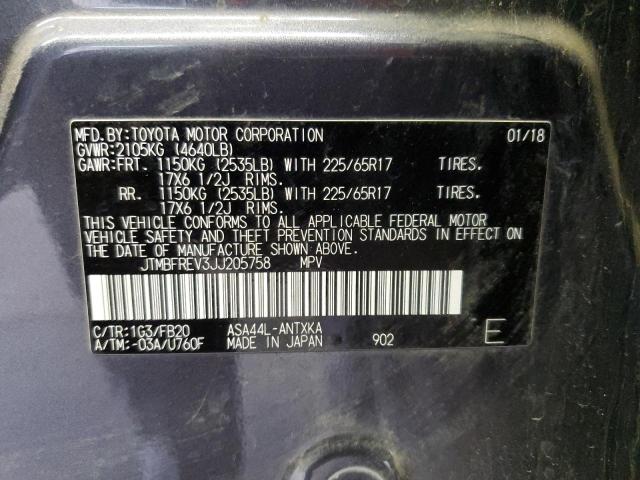 MFD.BY:TOYOTA MOTOR CORPORATION 01/18
GVWR:2105KG (4640LB)
GAWR:FRT. 1150KG (2535LB) WITH 225/65R17 TIRES.
17X6 1/2J RIMS.
RR. 1150KG (2535LB) WITH 225/65R17 TIRES.
17X6 1/2J RIMS.
THIS VEHICLE CONFORMS TO ALL APPLICABLE FEDERAL MOTOR
VEHICLE SAFETY AND THEFT PREVENTION STANDARDS IN EFFECT
ON THE DATE OF MANUFACTURE SHOWN ABOVE.
JTMBFREV3JJ205758 MPV
C/TR:1G3/FB20 ASA44L-ANTXKA
A/TM:-03A/U760F MADE IN JAPAN 902 E